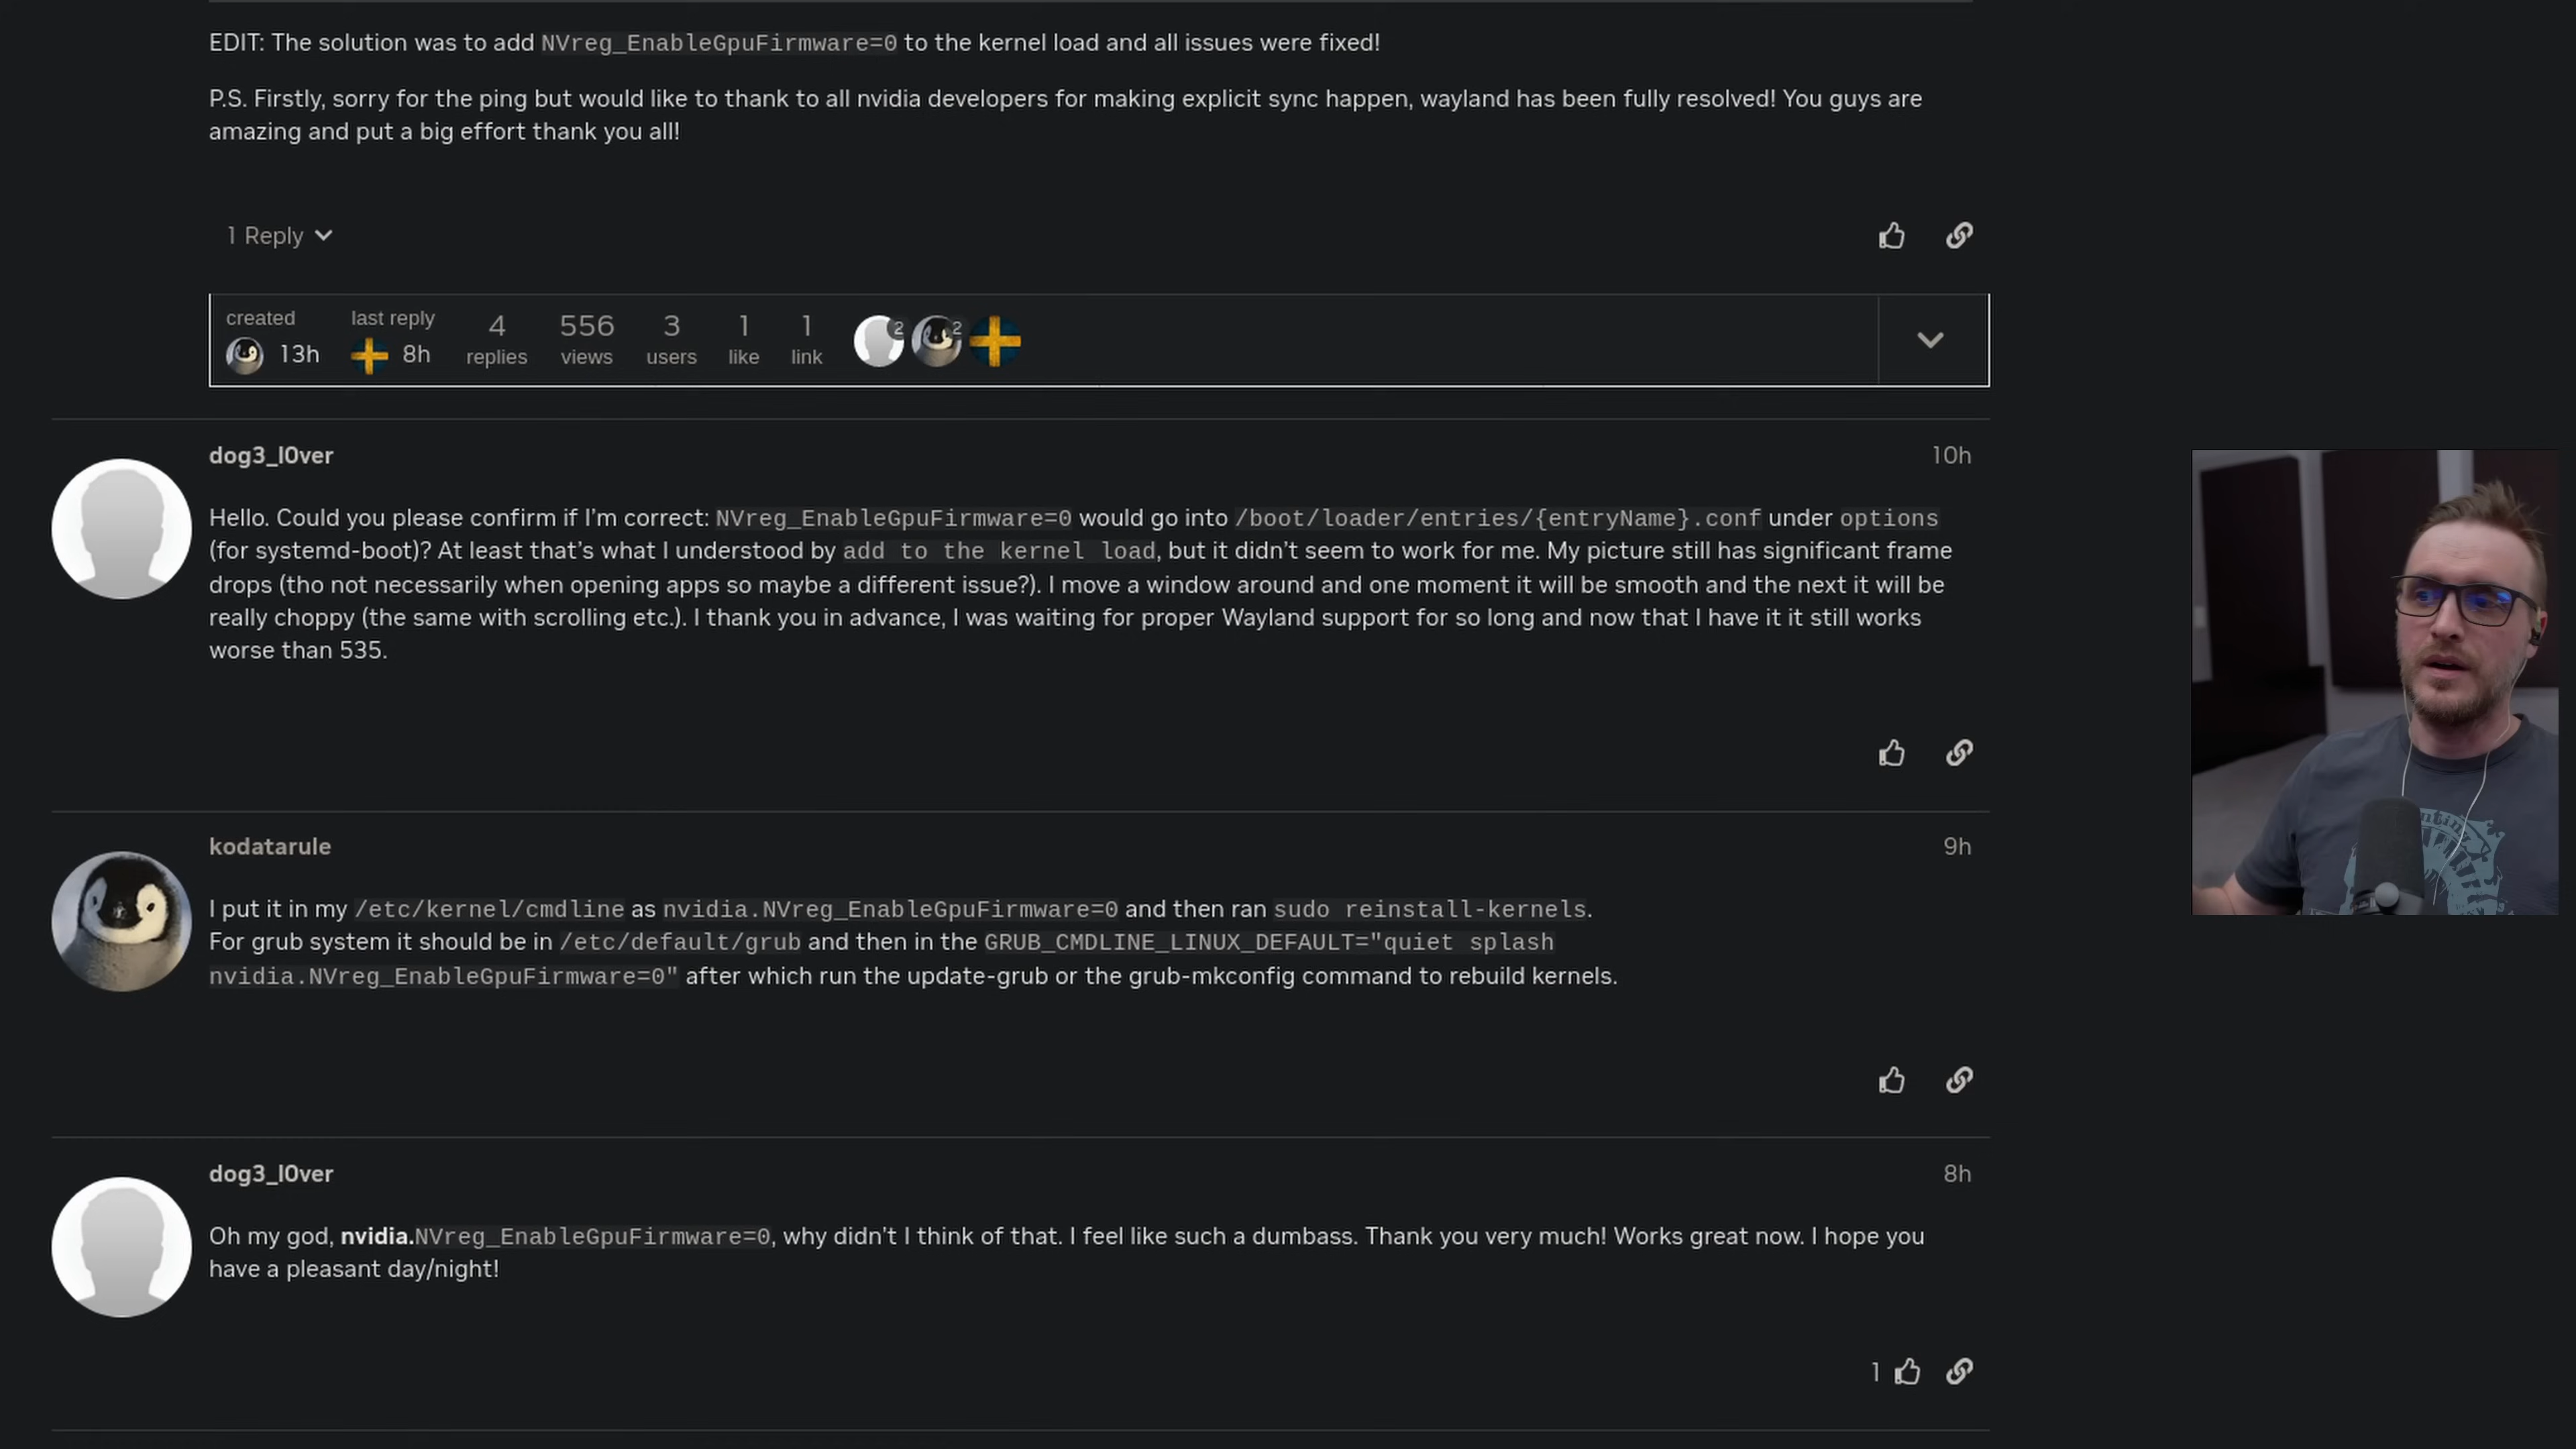 EDIT: The solution was to add NVreg_EnableGpuFirmware=0 to the kernel load and all issues were fixed!
P.S. Firstly, sorry for the ping but would like to thank to all nvidia developers for making explicit sync happen, wayland has been fully resolved! You guys are
amazing and put a big effort thank you all!
1 Reply
created
13h
last reply
8h
4
replies
556
views
3
users
1
like
1
link
2
2
dog3_l0ver
10h
Hello. Could you please confirm if I’m correct: NVreg_EnableGpuFirmware=0 would go into /boot/loader/entries/{entryName}.conf under options
(for systemd-boot)? At least that’s what I understood by add to the kernel load, but it didn’t seem to work for me. My picture still has significant frame
drops (tho not necessarily when opening apps so maybe a different issue?). I move a window around and one moment it will be smooth and the next it will be
really choppy (the same with scrolling etc.). I thank you in advance, I was waiting for proper Wayland support for so long and now that I have it it still works
worse than 535.
kodatarule
9h
I put it in my /etc/kernel/cmdline as nvidia.NVreg_EnableGpuFirmware=0 and then ran sudo reinstall-kernels.
For grub system it should be in /etc/default/grub and then in the GRUB_CMDLINE_LINUX_DEFAULT="quiet splash
nvidia.NVreg_EnableGpuFirmware=0" after which run the update-grub or the grub-mkconfig command to rebuild kernels.
dog3_l0ver
8h
Oh my god, nvidia.NVreg_EnableGpuFirmware=0, why didn’t I think of that. I feel like such a dumbass. Thank you very much! Works great now. I hope you
have a pleasant day/night!
1